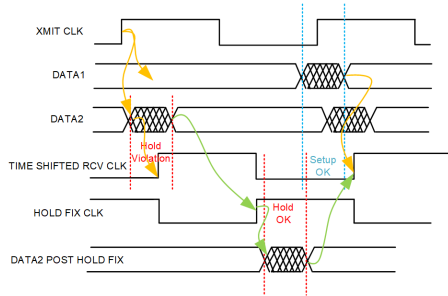 XMIT CLK
DATA1
DATA2
Hold
Violation
TIME SHIFTED RCV CLK
Setup
OK
HOLD FIX CLK
Hold
OK
DATA2 POST HOLD FIX